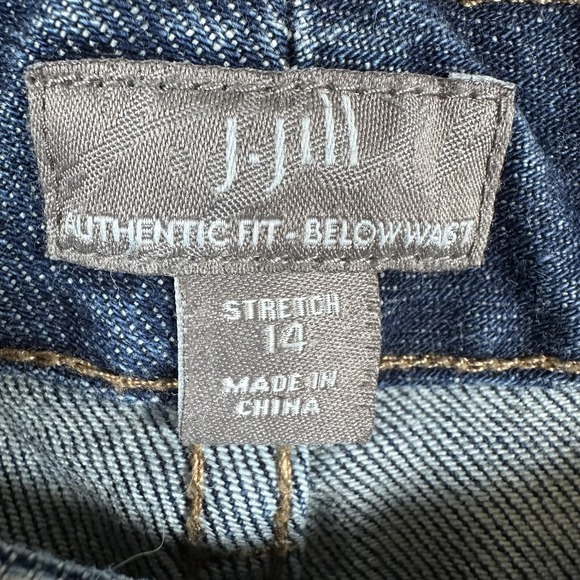 J.Jill
AUTHENTIC FIT - BELOW WAIST
STRETCH
14
MADE IN
CHINA